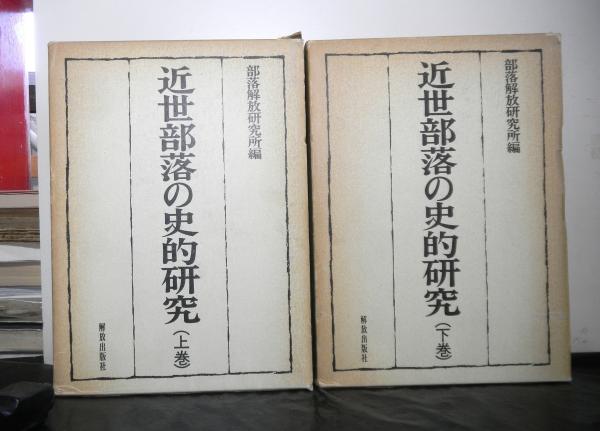 部落解放研究所編
近世部落の史的研究(上巻)
解放出版社
部落解放研究所編
近世部落の史的研究(下巻)
解放出版社